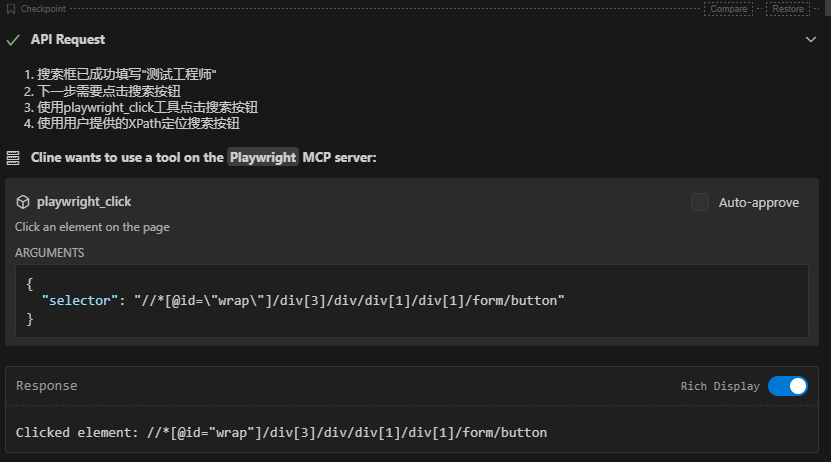 Checkpoint Compare Restore
API Request
1. 搜索框已成功填写"测试工程师"
2. 下一步需要点击搜索按钮
3. 使用playwright_click工具点击搜索按钮
4. 使用用户提供的XPath定位搜索按钮
Cline wants to use a tool on the Playwright MCP server:
playwright_click Auto-approve
Click an element on the page
ARGUMENTS
{
"selector": "//*[@id=\"wrap\"]/div[3]/div/div[1]/div[1]/form/button"
}
Response Rich Display
Clicked element: //*[@id="wrap"]/div[3]/div/div[1]/div[1]/form/button